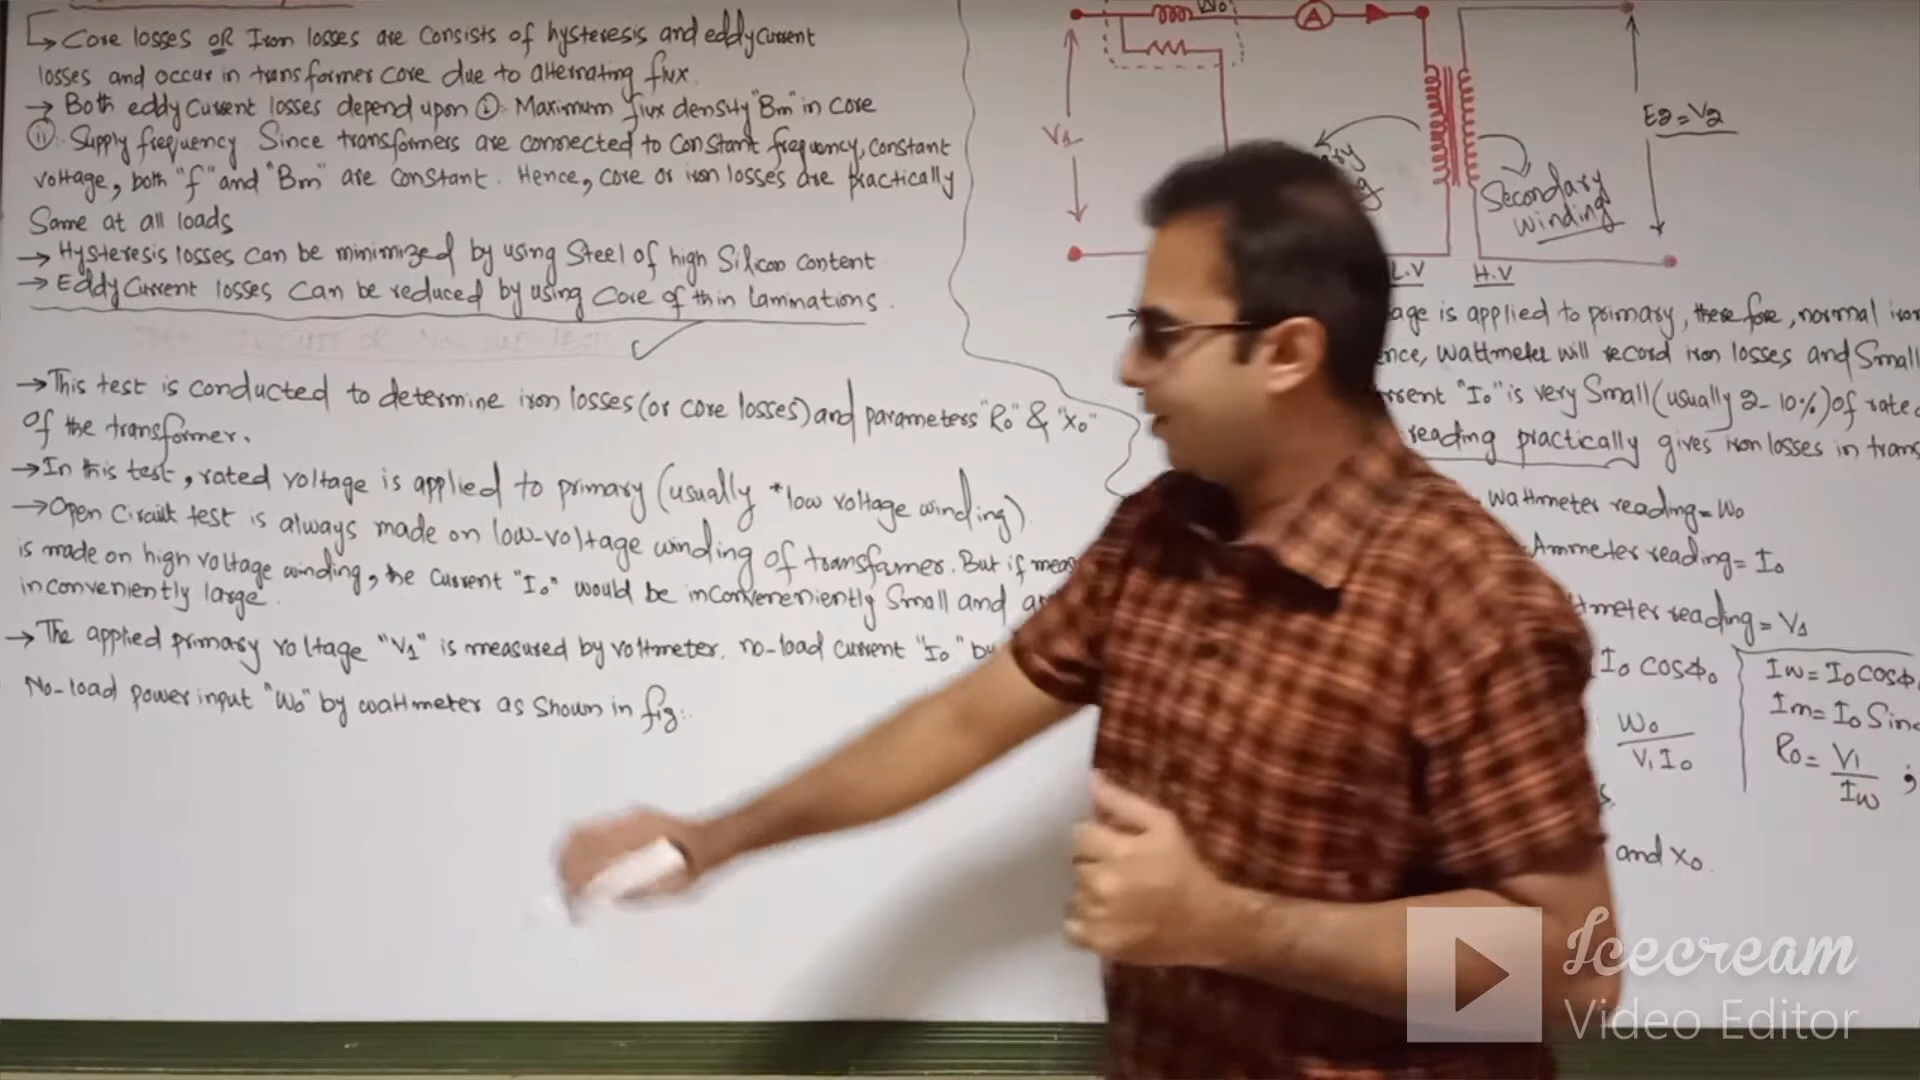 ↳ Core losses OR Iron losses are consists of hysteresis and eddy current
losses and occur in transformer core due to alternating flux.
→ Both eddy current losses depend upon ①. Maximum flux density "Bm" in core
ⓘⓘ. Supply frequency Since transformers are connected to constant frequency, constant
voltage, both "f" and "Bm" are constant. Hence, core or iron losses are practically
Same at all loads
→ Hysteresis losses can be minimized by using Steel of high Silicon content
→ Eddy Current losses can be reduced by using core of thin laminations.
→ This test is conducted to determine iron losses (or core losses) and parameters "R₀" & "X₀"
of the transformer.
→ In this test, rated voltage is applied to primary (usually *low voltage winding).
→ Open Circuit test is always made on low-voltage winding of transformer. But if
is made on high voltage winding, the current "I₀" would be inconveneniently Small and
inconveniently large.
→ The applied primary voltage "V₁" is measured by voltmeter. no-load current "I₀" by
No-load power input "W₀" by wattmeter as shown in fig:.
W₀
A
V₁
E₂=V₂
Secondary
winding
L.V H.V
is applied to primary, therefore, normal iron
Wattmeter will record iron losses and Small
"I₀" is very Small (usually 2-10%) of rated
reading practically gives iron losses in
Wattmeter reading = W₀
Ammeter reading = I₀
reading = V₁
I₀ COSΦ₀
W₀
V₁ I₀
Iw = I₀ COSΦ
Im = I₀ Sin
R₀ = V₁ ;
Iw
and X₀
Icecream
Video Editor